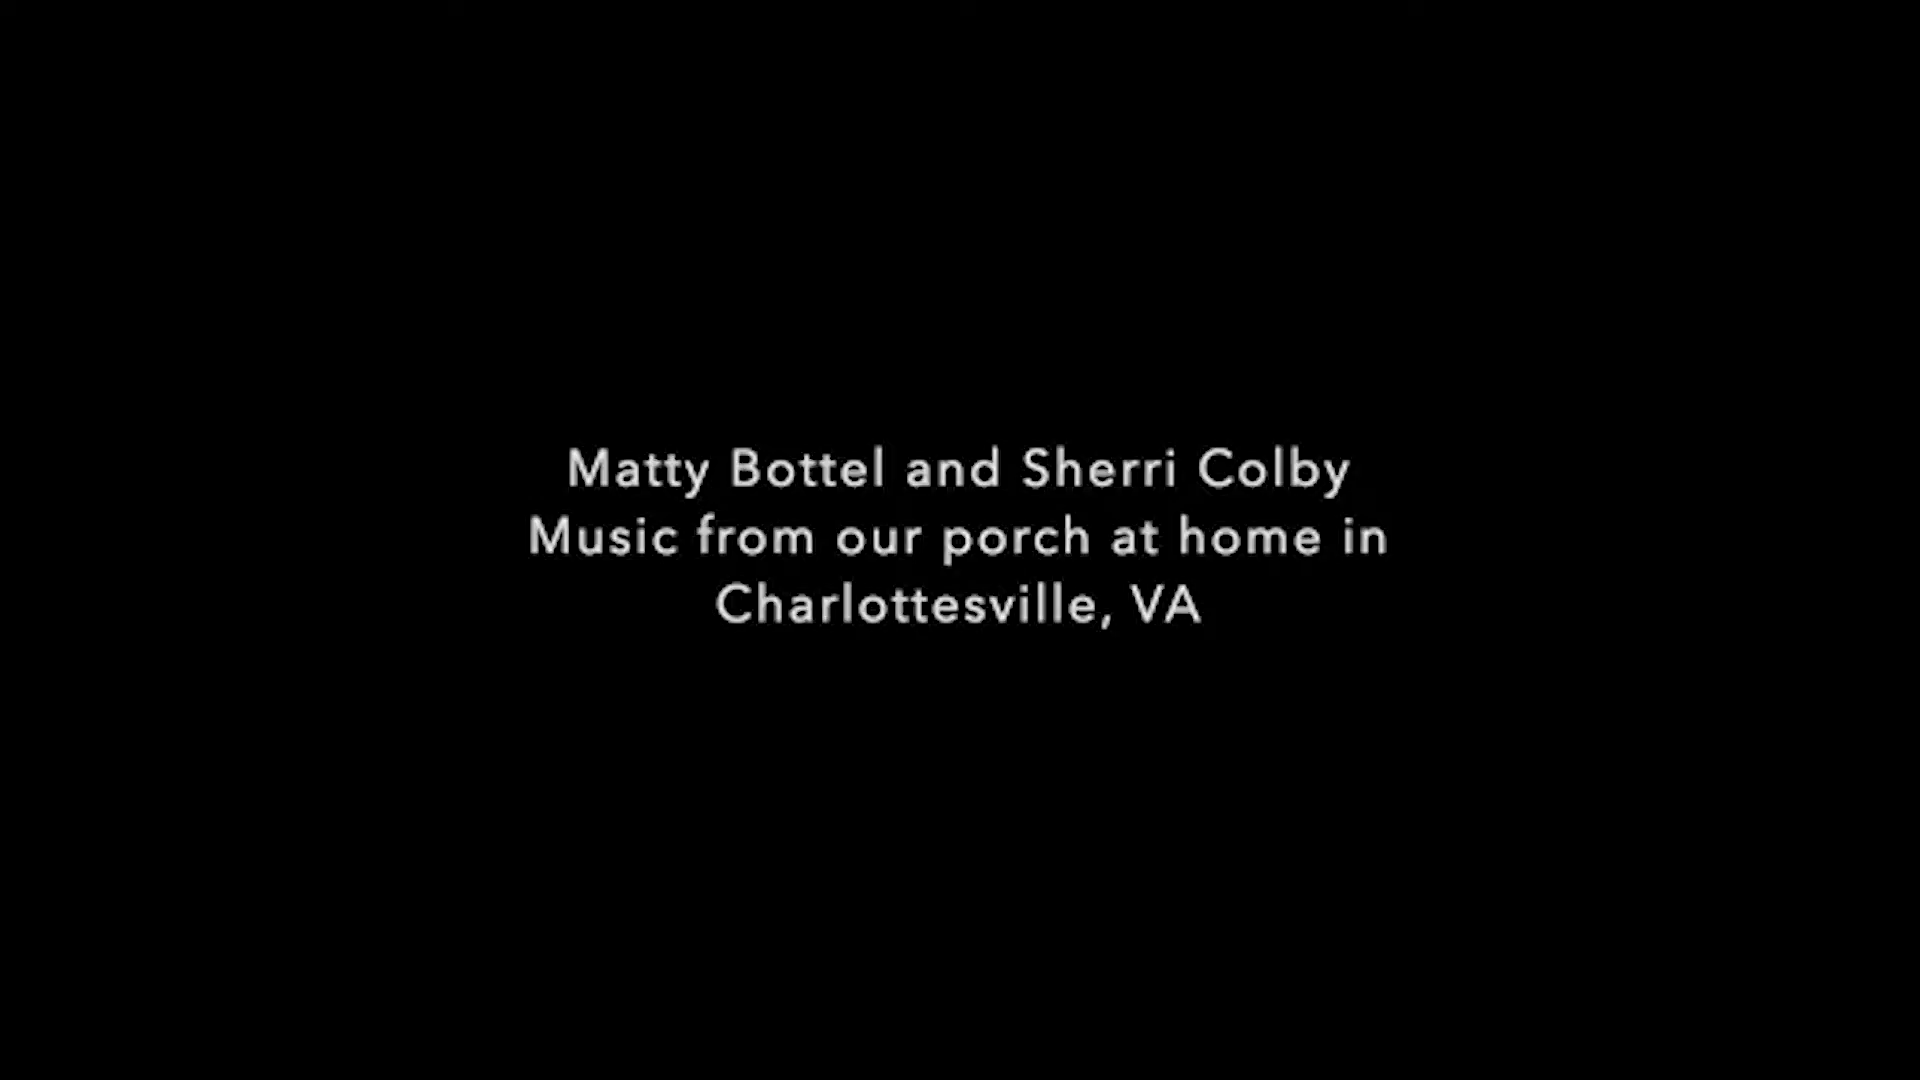 Matty Bottel and Sherri Colby
Music from our porch at home in
Charlottesville, VA